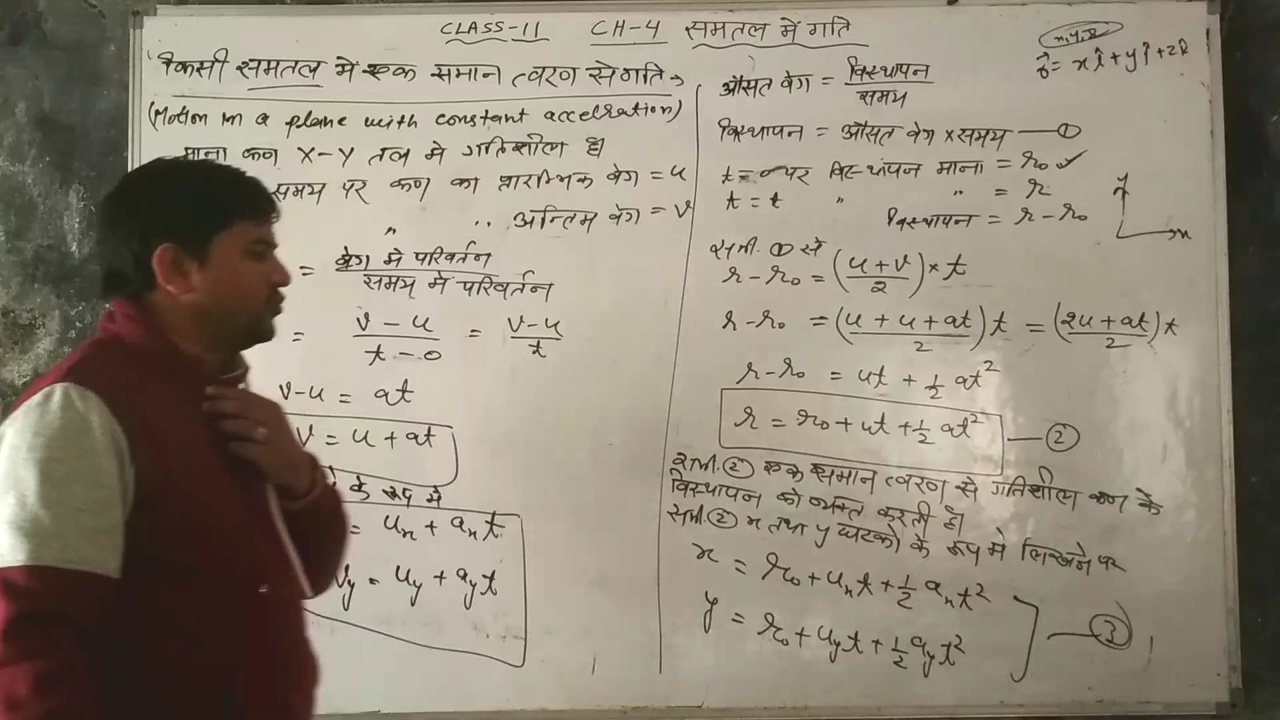 CLASS-11 CH-4 समतल में गति
किसी समतल में एक समान त्वरण से गति→
(Motion in a plane with constant acceleration)
माना कण X-Y तल में गतिशील है
समय पर कण का प्रारम्भिक वेग = u
" " अन्तिम वेग = v
= वेग में परिवर्तन / समय में परिवर्तन
= (v-u)/(t-0) = (v-u)/t
v-u = at
v = u + at
के रूप में
= ux + axt
vy = uy + ayt
x,y,z
r = xî + yĵ + zk̂
औसत वेग = विस्थापन / समय
विस्थापन = औसत वेग × समय —①
t = 0 पर विस्थापन माना = r0 ✓
t = t " " = r
विस्थापन = r - r0
y
x
समी. ① से
r - r0 = ((u + v)/2) × t
r - r0 = ((u + u + at)/2) t = ((2u + at)/2) t
r - r0 = ut + 1/2 at²
r = r0 + ut + 1/2 at² —②
समी. ② एक समान त्वरण से गतिशील कण के
विस्थापन को व्यक्त करती है।
समी. ② x तथा y घटकों के रूप में लिखने पर
x = r0 + uxt + 1/2 axt²
y = r0 + uyt + 1/2 ayt²
—③